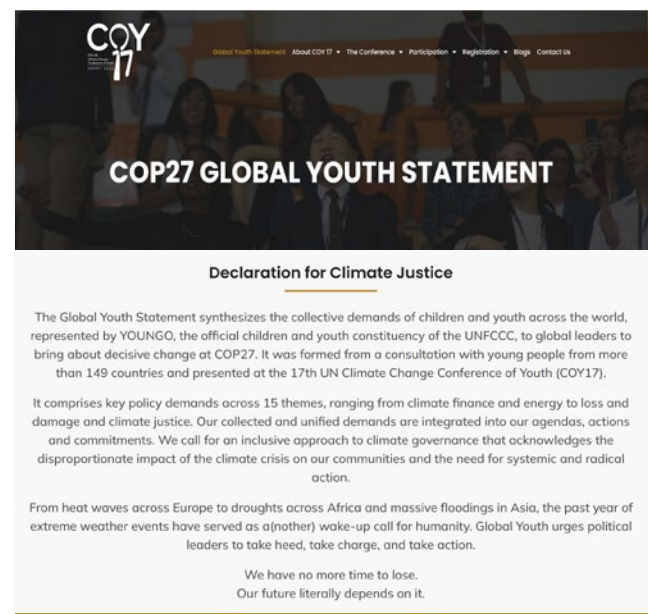 COY
17
Global Youth Statement About COY 17 The Conference Participation Registration Blogs Contact Us
COP27 GLOBAL YOUTH STATEMENT
Declaration for Climate Justice
The Global Youth Statement synthesizes the collective demands of children and youth across the world,
represented by YOUNGO, the official children and youth constituency of the UNFCCC, to global leaders to
bring about decisive change at COP27. It was formed from a consultation with young people from more
than 149 countries and presented at the 17th UN Climate Change Conference of Youth (COY17).
It comprises key policy demands across 15 themes, ranging from climate finance and energy to loss and
damage and climate justice. Our collected and unified demands are integrated into our agendas, actions
and commitments. We call for an inclusive approach to climate governance that acknowledges the
disproportionate impact of the climate crisis on our communities and the need for systemic and radical
action.
From heat waves across Europe to droughts across Africa and massive floodings in Asia, the past year of
extreme weather events have served as a(nother) wake-up call for humanity. Global Youth urges political
leaders to take heed, take charge, and take action.
We have no more time to lose.
Our future literally depends on it.